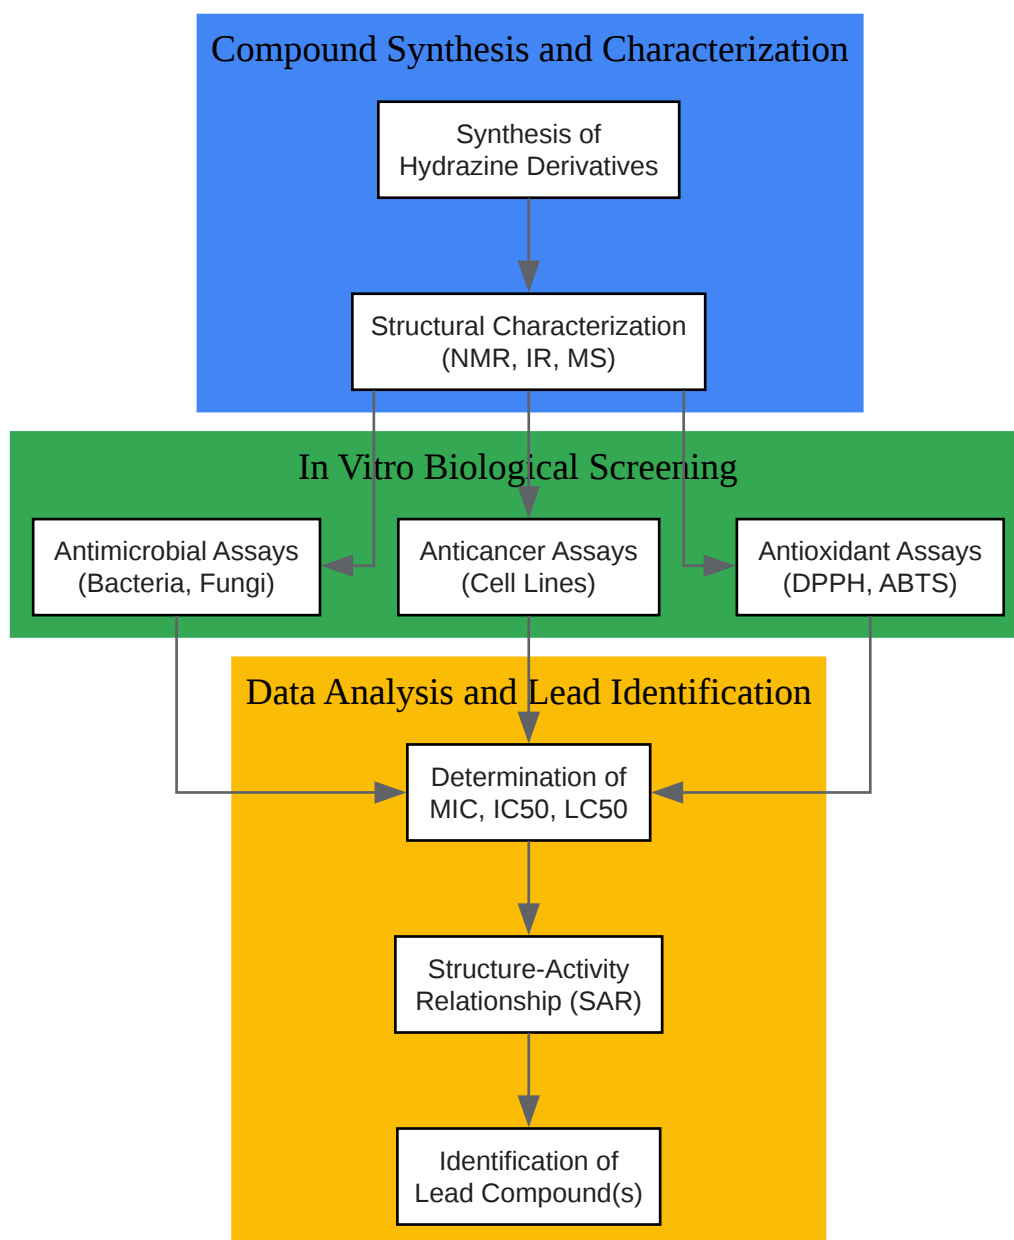 Compound Synthesis and Characterization
Synthesis of
Hydrazine Derivatives
Structural Characterization
(NMR, IR, MS)
In Vitro Biological Screening
Antimicrobial Assays
(Bacteria, Fungi)
Anticancer Assays
(Cell Lines)
Antioxidant Assays
(DPPH, ABTS)
Data Analysis and Lead Identification
Determination of
MIC, IC50, LC50
Structure-Activity
Relationship (SAR)
Identification of
Lead Compound(s)